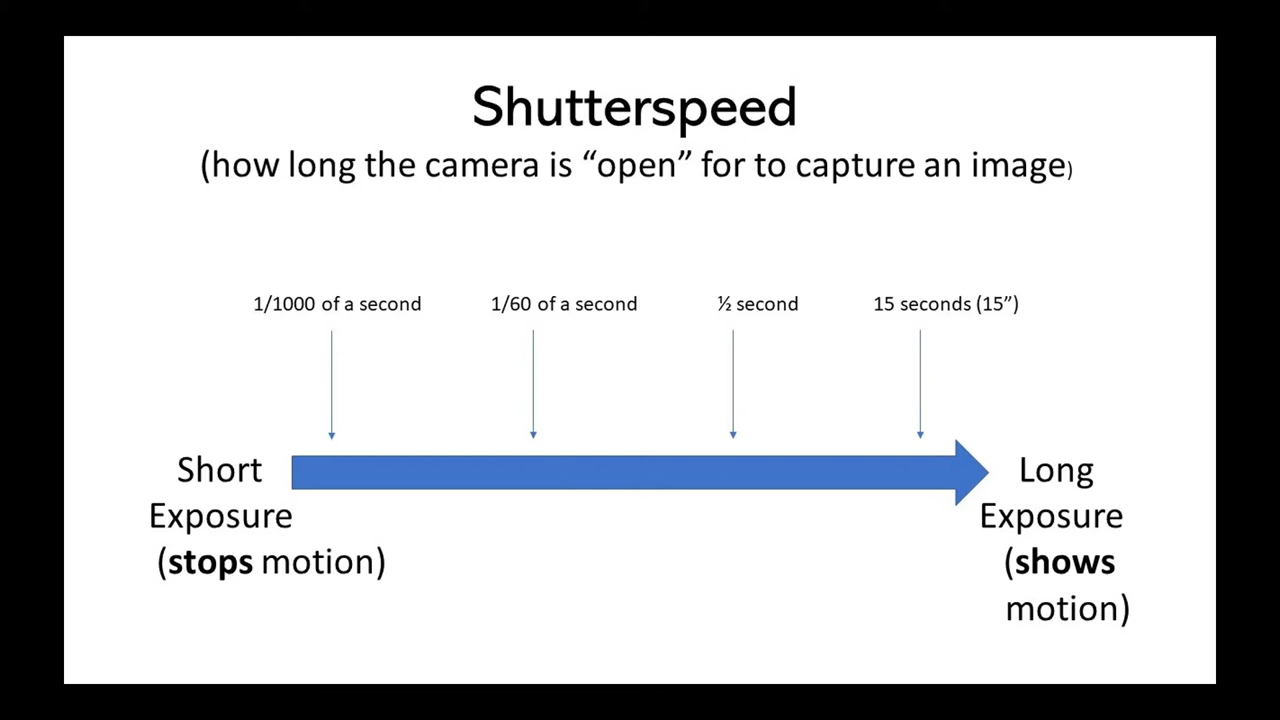 Shutterspeed
(how long the camera is “open” for to capture an image)
1/1000 of a second
1/60 of a second
½ second
15 seconds (15”)
Short
Exposure
(stops motion)
Long
Exposure
(shows
motion)